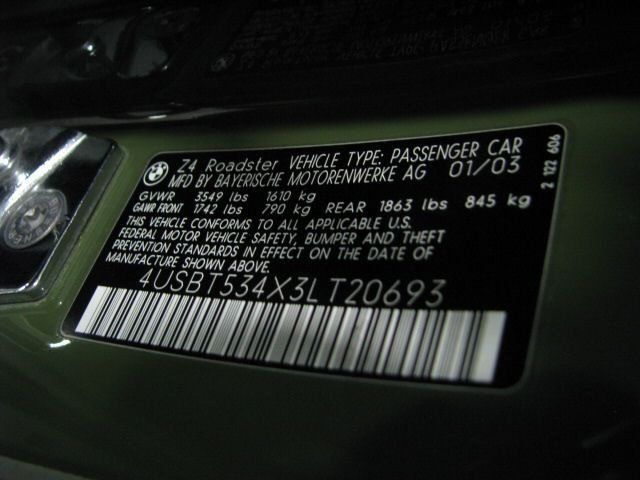 Z4 Roadster VEHICLE TYPE: PASSENGER CAR
MFD BY BAYERISCHE MOTORENWERKE AG 01/03
GVWR 3549 lbs 1610 kg
GAWR FRONT 1742 lbs 790 kg REAR 1863 lbs 845 kg
THIS VEHICLE CONFORMS TO ALL APPLICABLE U.S.
FEDERAL MOTOR VEHICLE SAFETY, BUMPER AND THEFT
PREVENTION STANDARDS IN EFFECT ON THE DATE OF
MANUFACTURE SHOWN ABOVE.
4USBT534X3LT20693
2 122 606